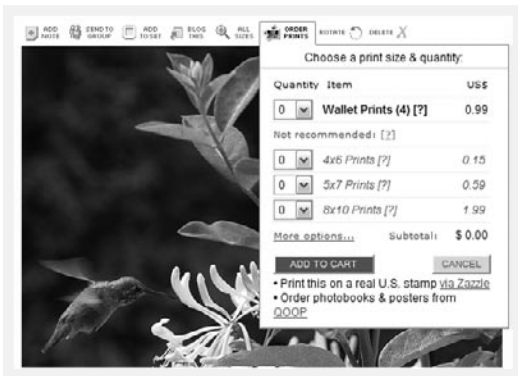 ADD NOTE SEND TO GROUP ADD TO SET BLOG THIS ALL SIZES ORDER PRINTS ROTATE DELETE
Choose a print size & quantity:
Quantity Item US$
0 Wallet Prints (4) [?] 0.99
Not recommended: [?]
0 4x6 Prints [?] 0.15
0 5x7 Prints [?] 0.59
0 8x10 Prints [?] 1.99
More options... Subtotal: $ 0.00
ADD TO CART CANCEL
• Print this on a real U.S. stamp via Zazzle
• Order photobooks & posters from
QOOP